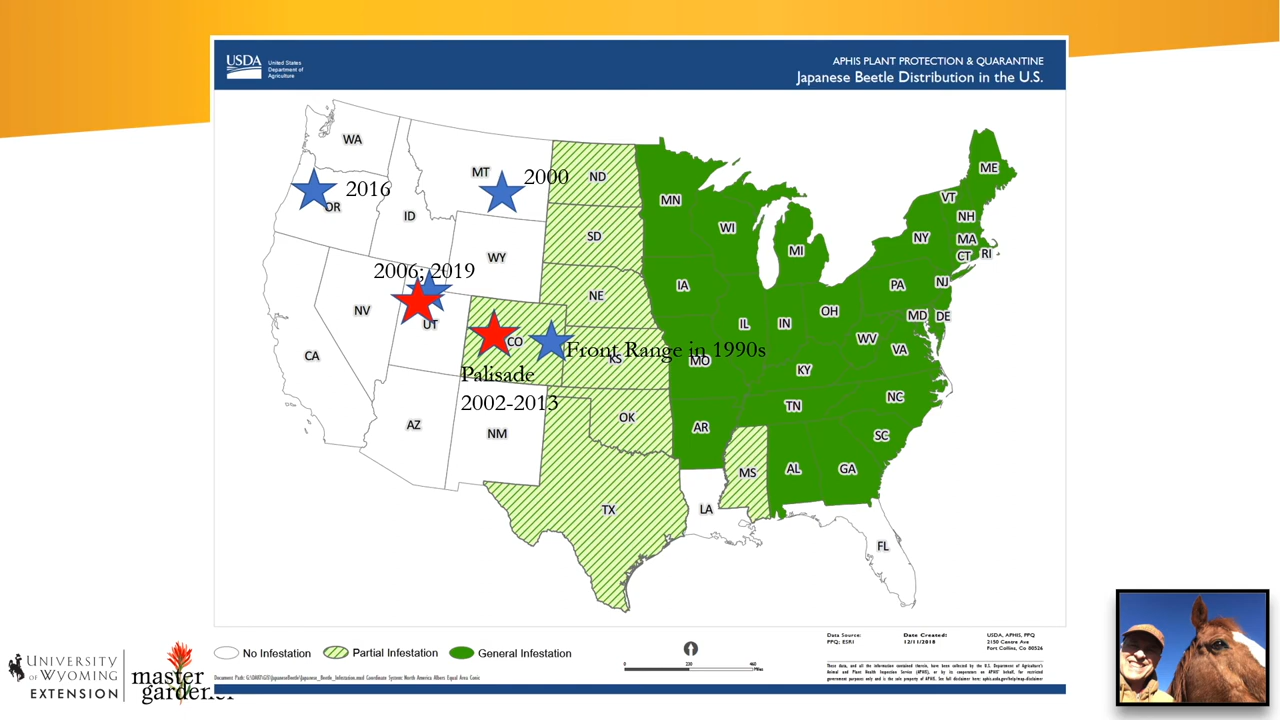 USDA
United States
Department of
Agriculture
APHIS PLANT PROTECTION & QUARANTINE
Japanese Beetle Distribution in the U.S.
WA
MT
2000
ND
ME
2016
OR
ID
MN
VT
NH
WI
NY
MA
SD
MI
CT
RI
WY
2006; 2019
IA
PA
NJ
NE
NV
UT
OH
MD
DE
IL
IN
WV
CO
VA
CA
KS
Front Range in 1990s
MO
KY
Palisade
2002-2013
NC
TN
AZ
NM
OK
AR
SC
MS
AL
GA
TX
LA
FL
No Infestation
Partial Infestation
General Infestation
Data Source:
PPQ; ESRI
Date Created:
12/11/2018
USDA, APHIS, PPQ
2150 Centre Ave
Fort Collins, Co 80526
UNIVERSITY
OF WYOMING
EXTENSION
master
gardener